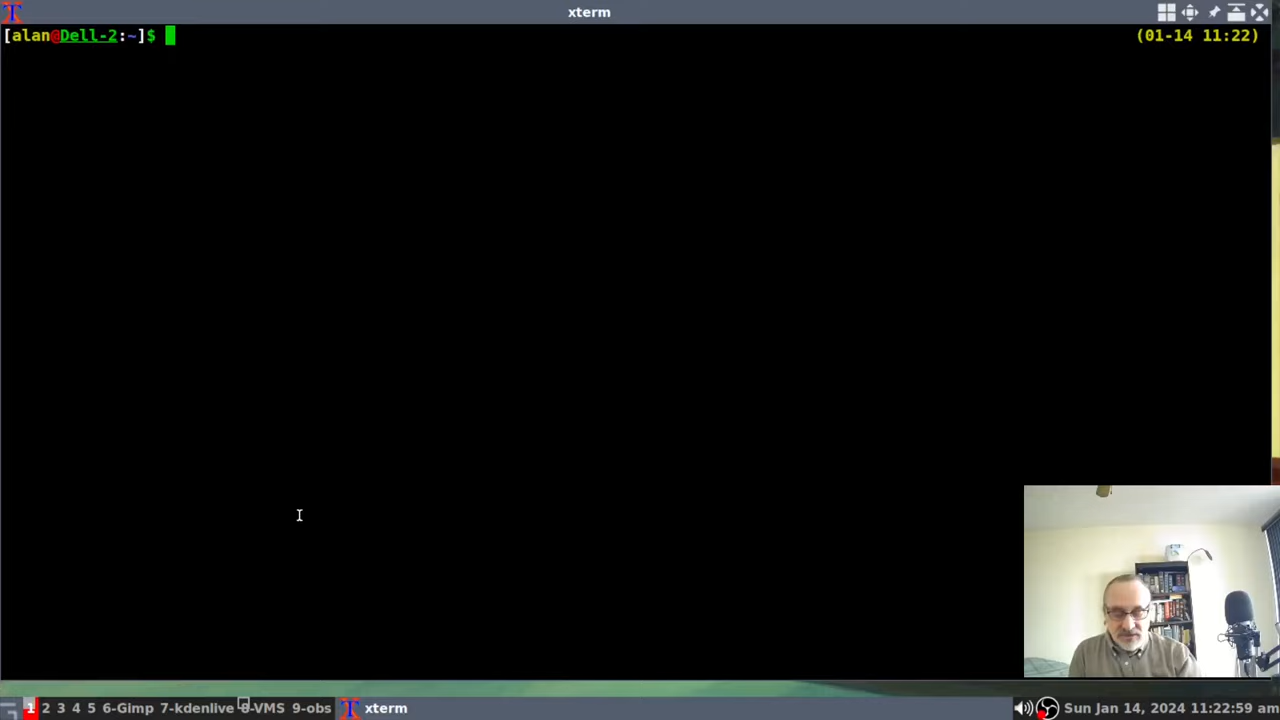 xterm
[alan@Dell-2:~]$ (01-14 11:22)
1 2 3 4 5 6-Gimp 7-kdenlive 8-VMS 9-obs xterm Sun Jan 14, 2024 11:22:59 am